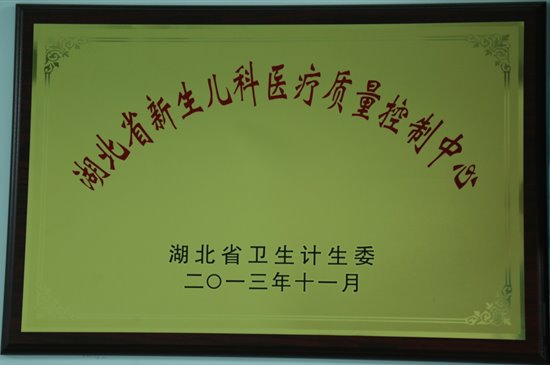 湖北省新生儿科医疗质量控制中心
湖北省卫生计生委
二〇一三年十一月